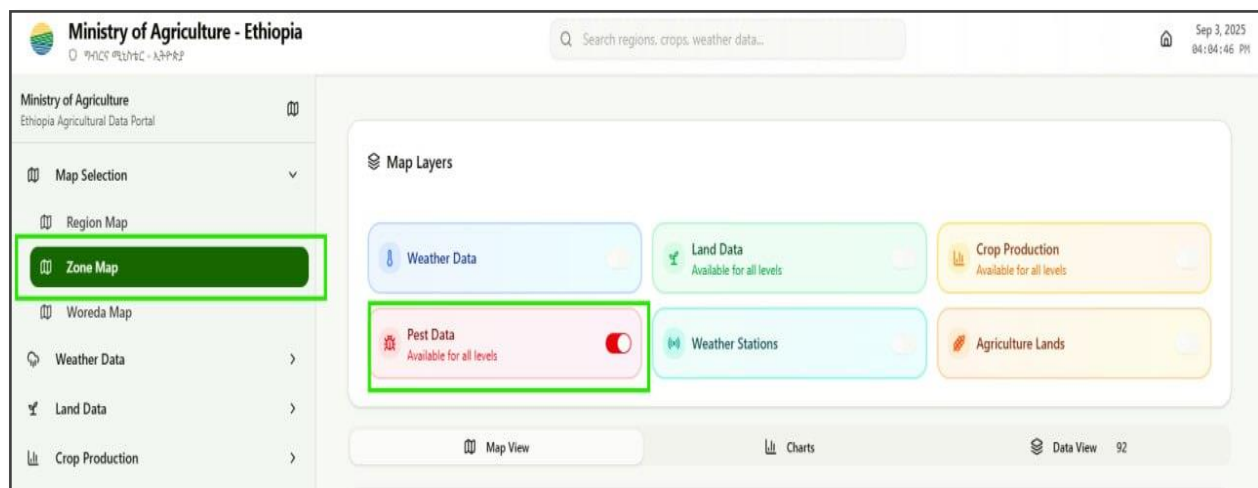 Ministry of Agriculture - Ethiopia
ግብርና ሚኒስቴር - ኢትዮጵያ
Search regions, crops, weather data...
Sep 3, 2025
04:04:46 PM
Ministry of Agriculture
Ethiopia Agricultural Data Portal
Map Selection
Region Map
Zone Map
Woreda Map
Weather Data
Land Data
Crop Production
Map Layers
Weather Data
Land Data
Available for all levels
Crop Production
Available for all levels
Pest Data
Available for all levels
Weather Stations
Agriculture Lands
Map View
Charts
Data View 92